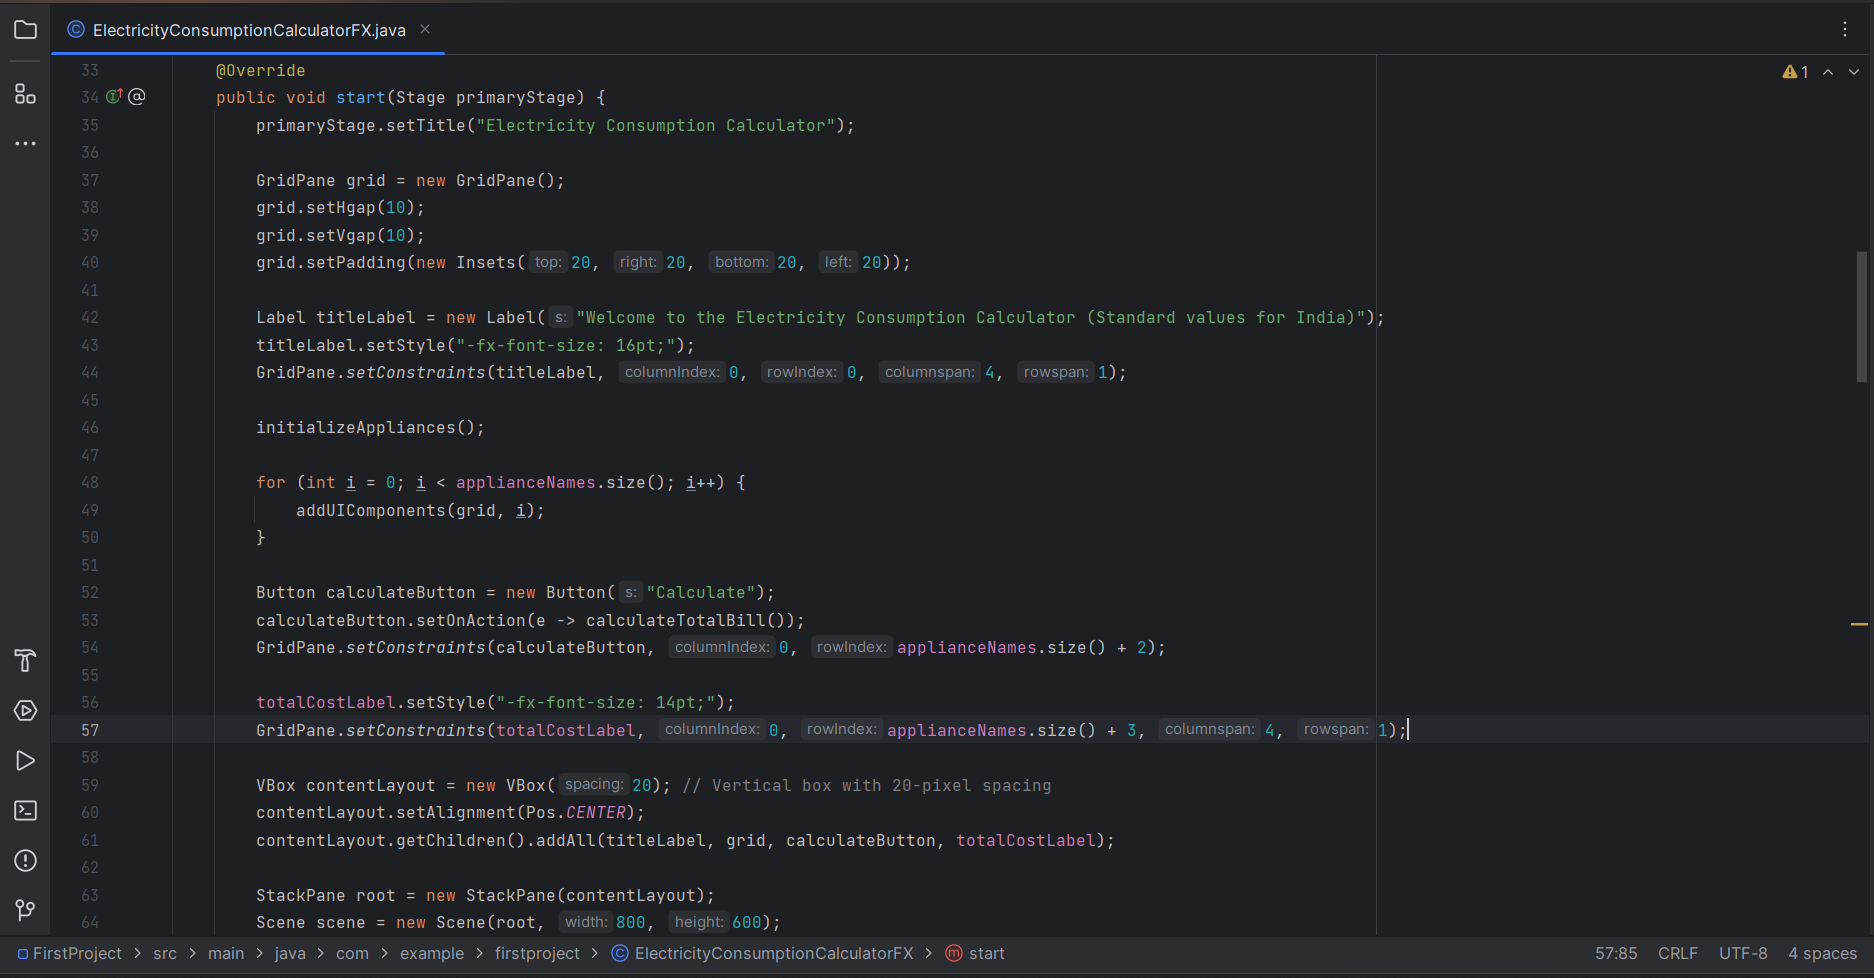 ElectricityConsumptionCalculatorFX.java
1
33 @Override
34 public void start(Stage primaryStage) {
35 primaryStage.setTitle("Electricity Consumption Calculator");
36
37 GridPane grid = new GridPane();
38 grid.setHgap(10);
39 grid.setVgap(10);
40 grid.setPadding(new Insets( top: 20, right: 20, bottom: 20, left: 20));
41
42 Label titleLabel = new Label( s: "Welcome to the Electricity Consumption Calculator (Standard values for India)");
43 titleLabel.setStyle("-fx-font-size: 16pt;");
44 GridPane.setConstraints(titleLabel, columnIndex: 0, rowIndex: 0, columnspan: 4, rowspan: 1);
45
46 initializeAppliances();
47
48 for (int i = 0; i < applianceNames.size(); i++) {
49 addUIComponents(grid, i);
50 }
51
52 Button calculateButton = new Button( s: "Calculate");
53 calculateButton.setOnAction(e -> calculateTotalBill());
54 GridPane.setConstraints(calculateButton, columnIndex: 0, rowIndex: applianceNames.size() + 2);
55
56 totalCostLabel.setStyle("-fx-font-size: 14pt;");
57 GridPane.setConstraints(totalCostLabel, columnIndex: 0, rowIndex: applianceNames.size() + 3, columnspan: 4, rowspan: 1);
58
59 VBox contentLayout = new VBox( spacing: 20); // Vertical box with 20-pixel spacing
60 contentLayout.setAlignment(Pos.CENTER);
61 contentLayout.getChildren().addAll(titleLabel, grid, calculateButton, totalCostLabel);
62
63 StackPane root = new StackPane(contentLayout);
64 Scene scene = new Scene(root, width: 800, height: 600);
FirstProject > src > main > java > com > example > firstproject > ElectricityConsumptionCalculatorFX > start 57:85 CRLF UTF-8 4 spaces